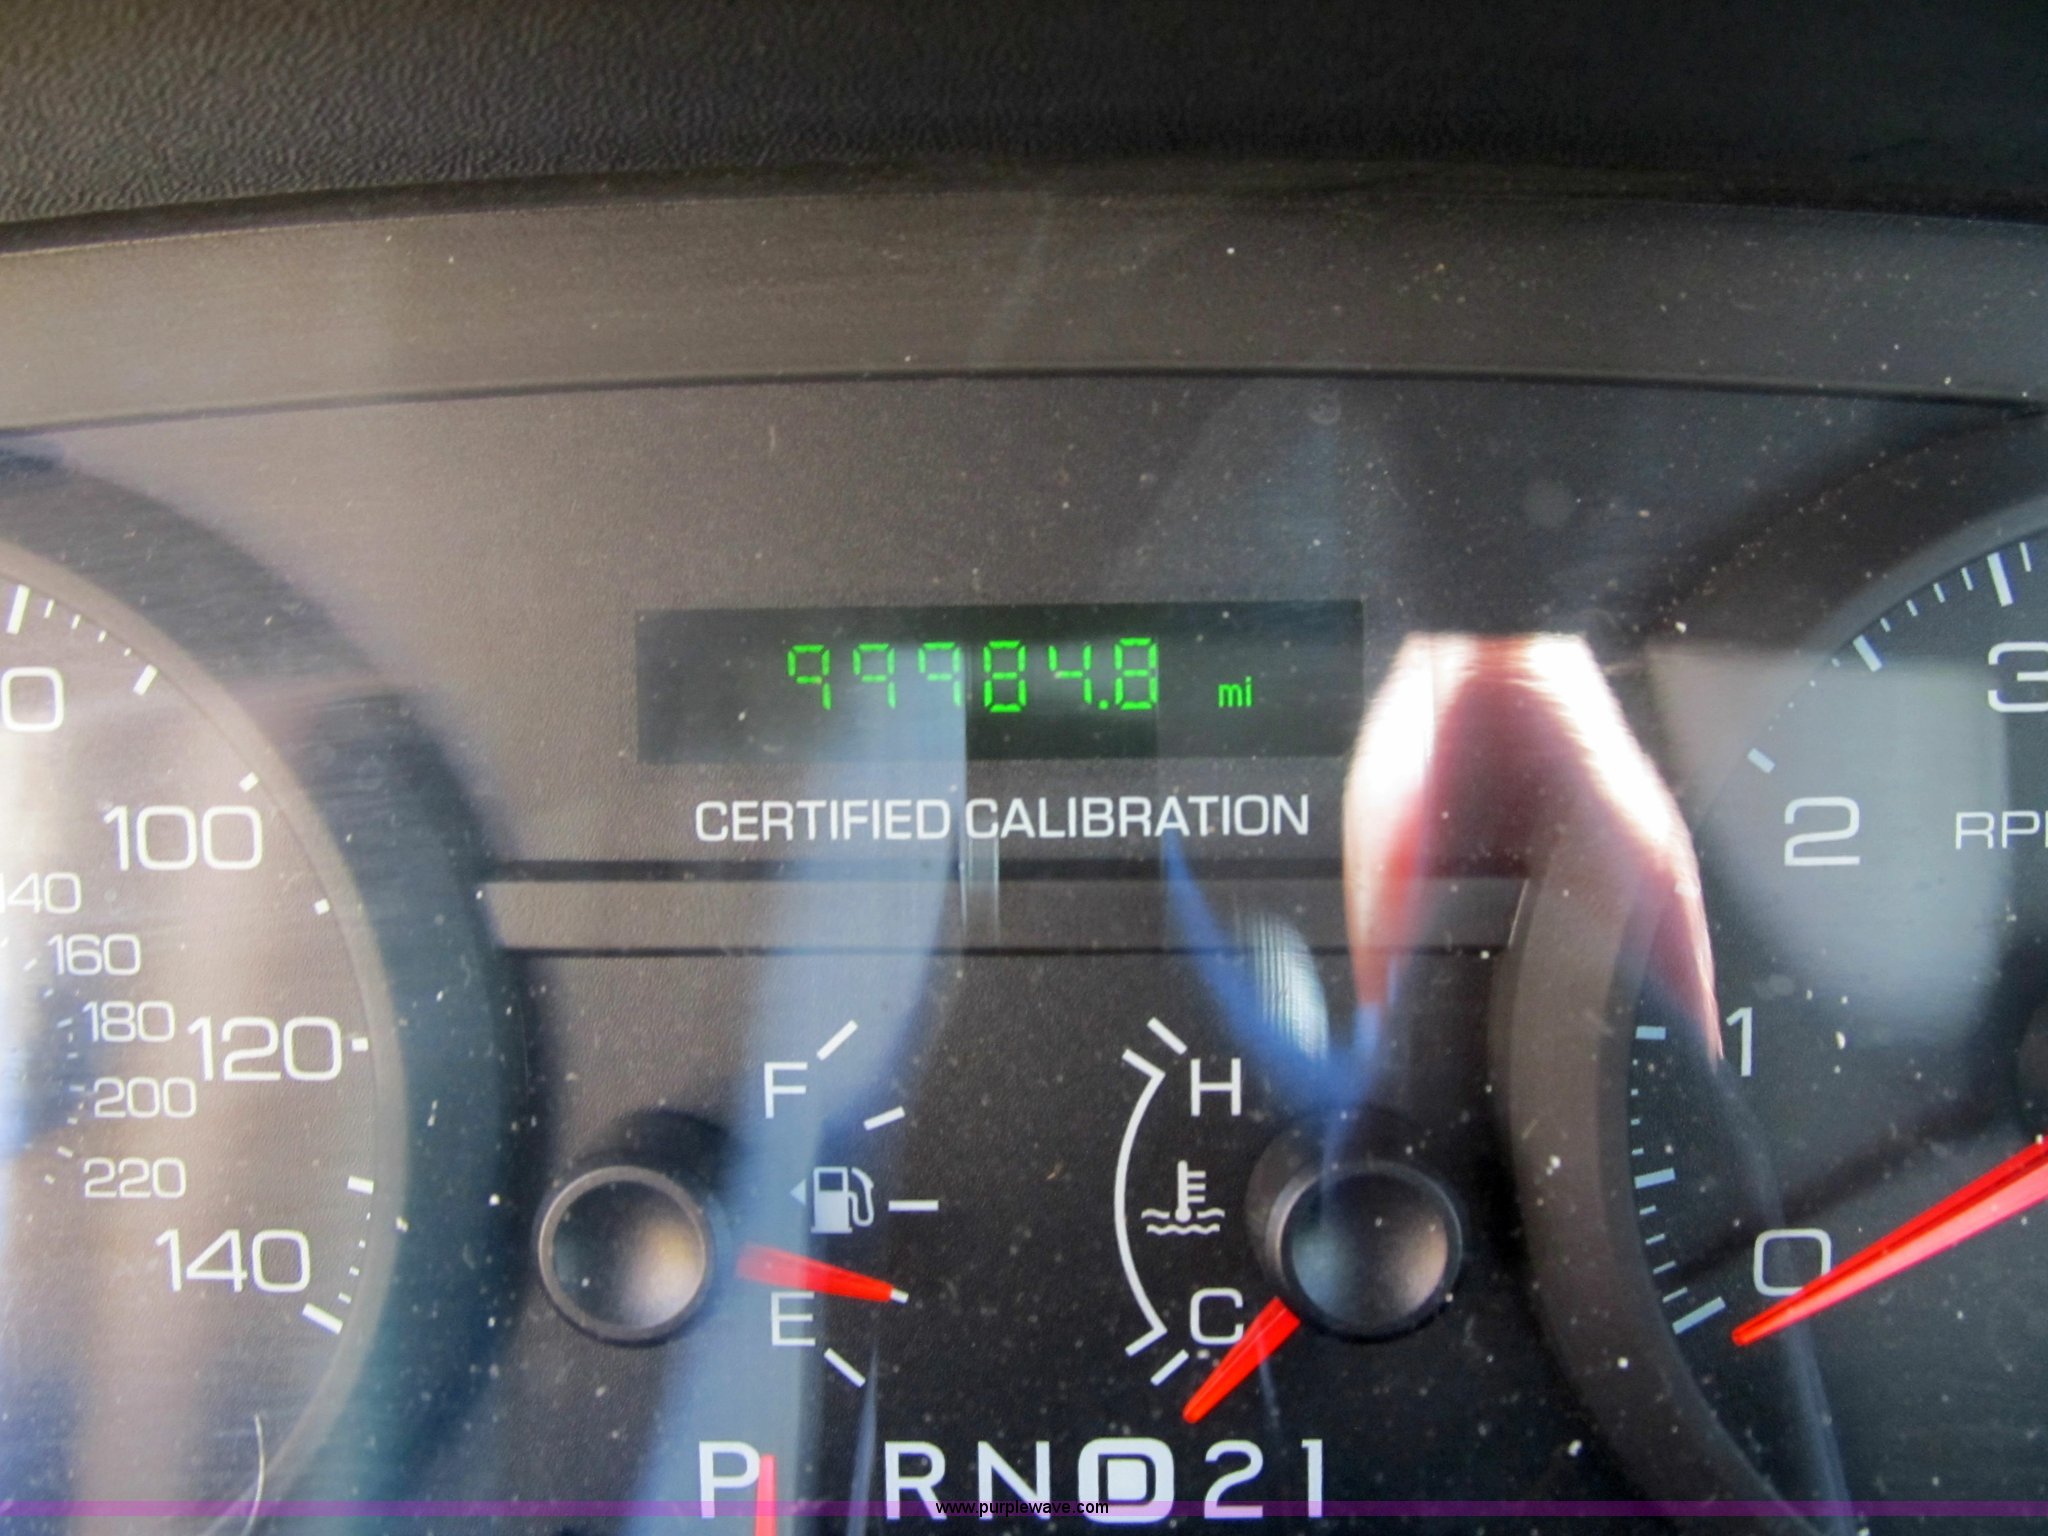 99984.8 mi
CERTIFIED CALIBRATION
100
140
160
180
120
200
220
140
F
E
H
C
3
2
1
0
P R N D 2 1
www.purplewave.com